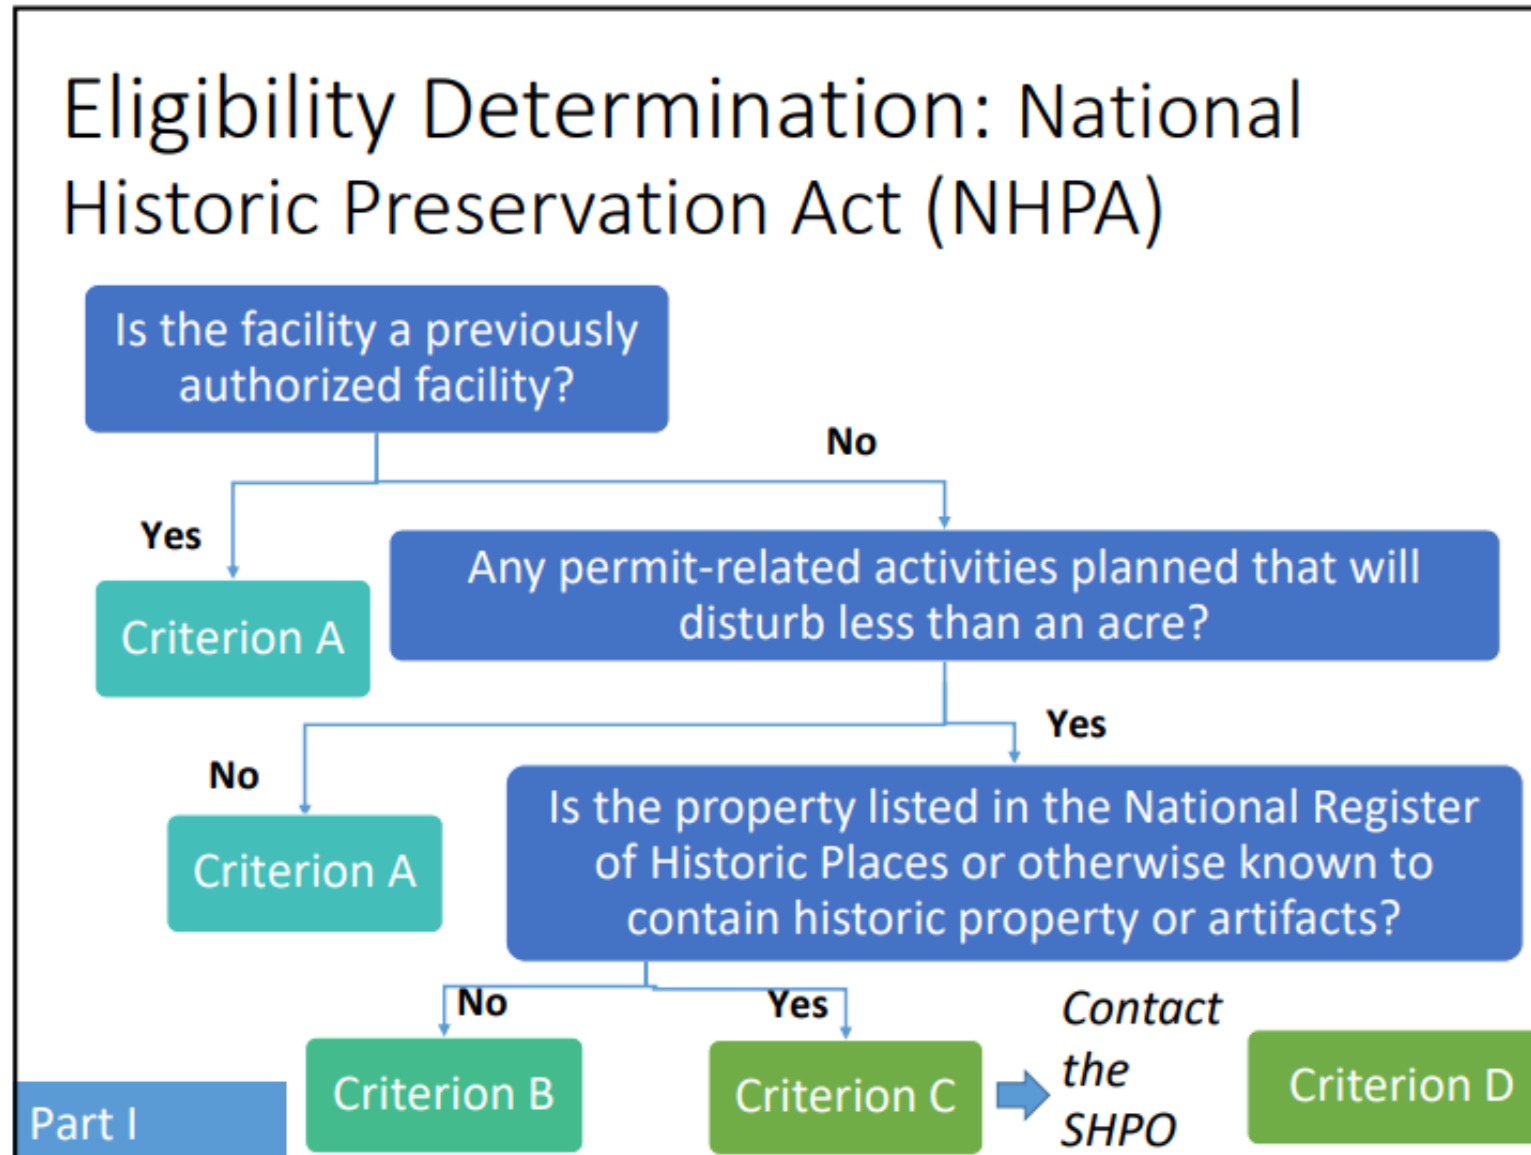 Eligibility Determination: National
Historic Preservation Act (NHPA)
Is the facility a previously
authorized facility?
No
Yes
Criterion A
Any permit-related activities planned that will
disturb less than an acre?
Yes
No
Criterion A
Is the property listed in the National Register
of Historic Places or otherwise known to
contain historic property or artifacts?
No
Yes
Criterion B
Criterion C
Contact
the
SHPO
Criterion D
Part I